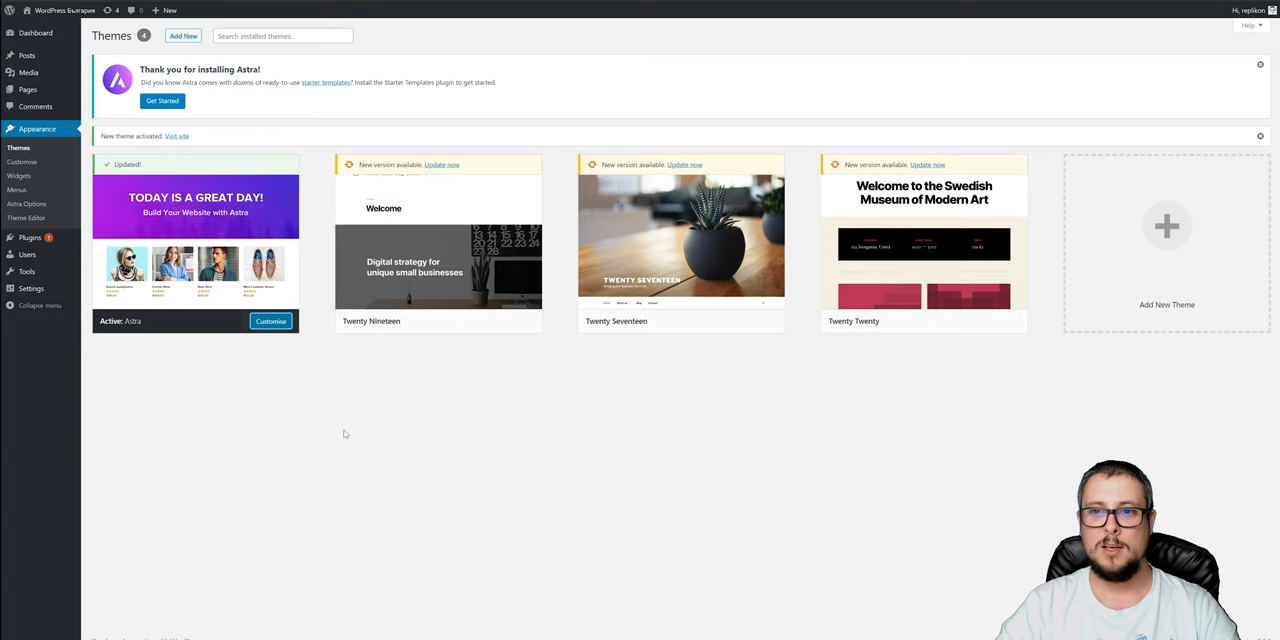 WordPress България
4
0
New
Hi, replikon
Dashboard
Posts
Media
Pages
Comments
Appearance
Themes
Customise
Widgets
Menus
Astra Options
Theme Editor
Plugins 1
Users
Tools
Settings
Collapse menu
Themes 4
Add New
Search installed themes...
Help
Thank you for installing Astra!
Did you know Astra comes with dozens of ready-to-use starter templates? Install the Starter Templates plugin to get started.
Get Started
New theme activated. Visit site
Updated!
TODAY IS A GREAT DAY!
Build Your Website with Astra
Active: Astra
Customise
New version available. Update now
Welcome
Digital strategy for
unique small businesses
Twenty Nineteen
New version available. Update now
TWENTY SEVENTEEN
Twenty Seventeen
New version available. Update now
Welcome to the Swedish
Museum of Modern Art
Twenty Twenty
Add New Theme